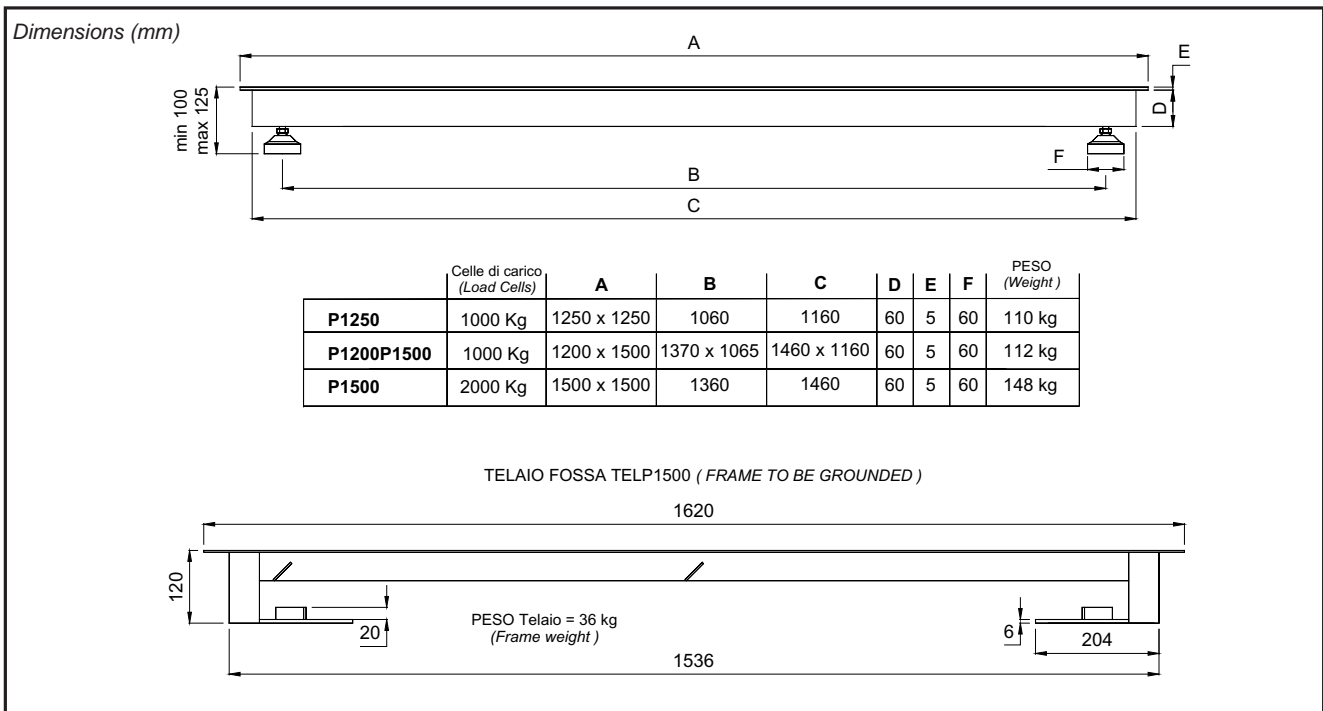 Dimensions (mm)
A
E
min 100
max 125
D
F
B
C
Celle di carico
(Load Cells)
A B C D E F PESO
(Weight )
P1250 1000 Kg 1250 x 1250 1060 1160 60 5 60 110 kg
P1200P1500 1000 Kg 1200 x 1500 1370 x 1065 1460 x 1160 60 5 60 112 kg
P1500 2000 Kg 1500 x 1500 1360 1460 60 5 60 148 kg
TELAIO FOSSA TELP1500 ( FRAME TO BE GROUNDED )
1620
120
20
PESO Telaio = 36 kg
(Frame weight )
6
204
1536